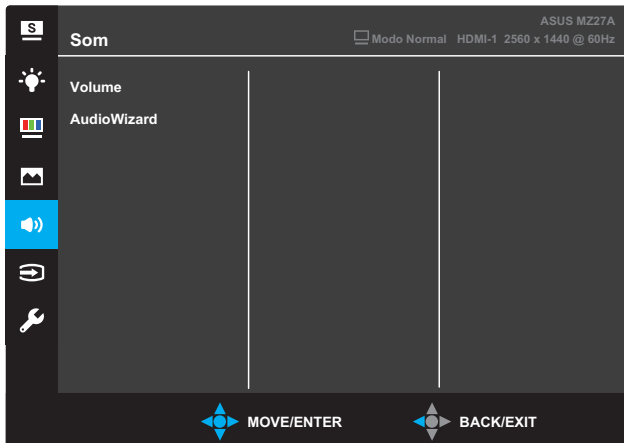 S
ASUS MZ27A
Som
Modo Normal HDMI-1 2560 x 1440 @ 60Hz
Volume
AudioWizard
MOVE/ENTER
BACK/EXIT